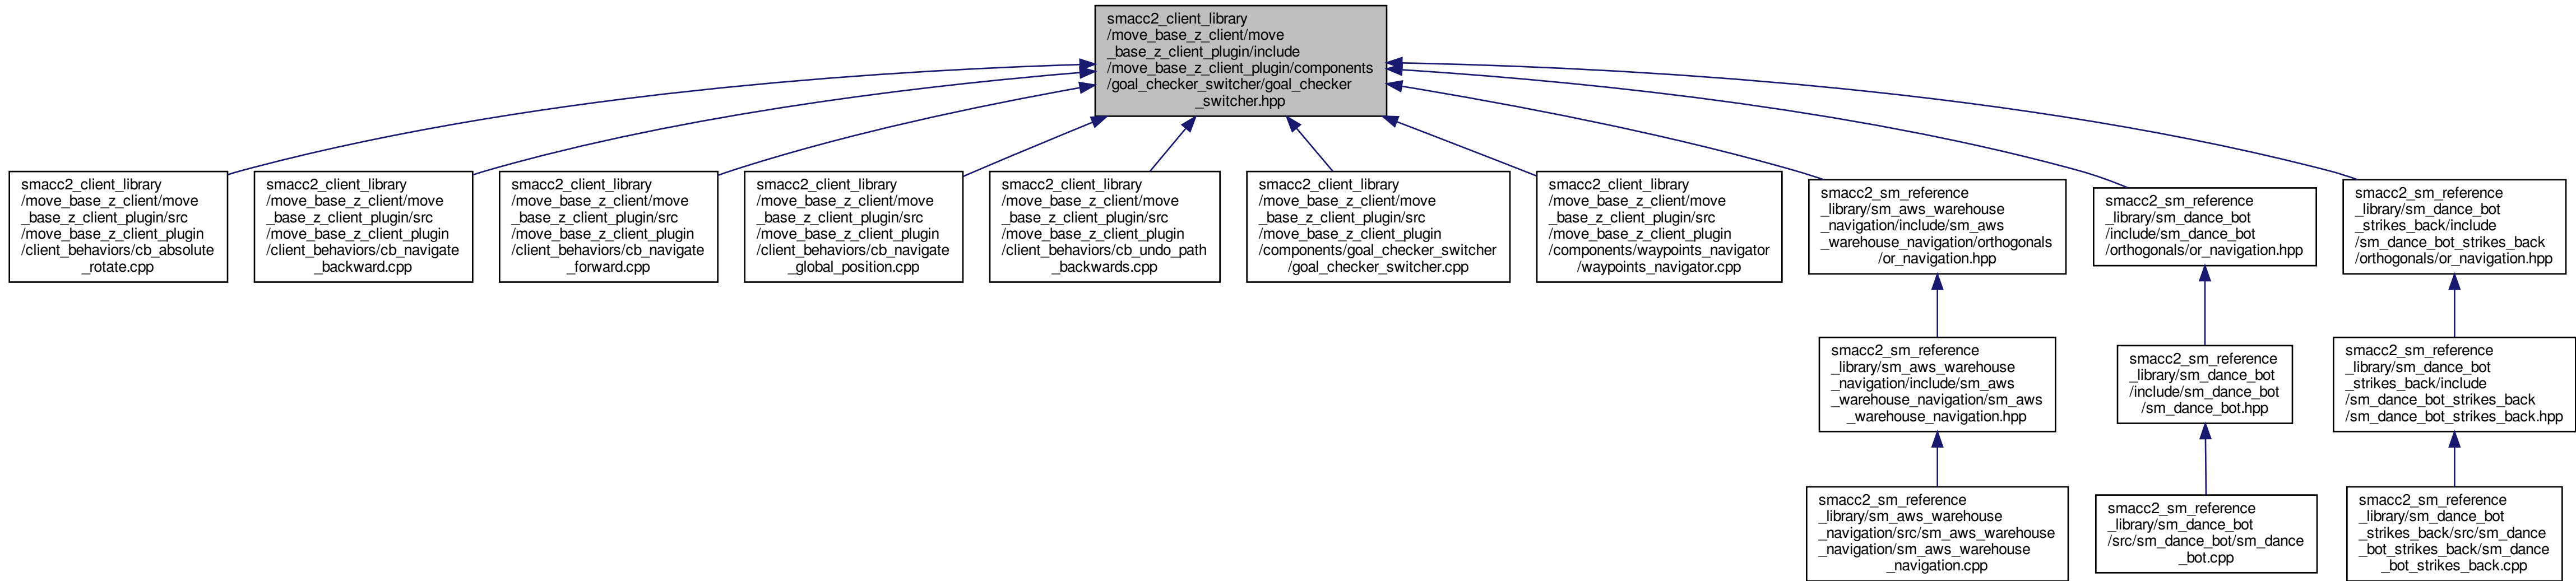 smacc2_client_library
/move_base_z_client/move
_base_z_client_plugin/include
/move_base_z_client_plugin/components
/goal_checker_switcher/goal_checker
_switcher.hpp
smacc2_client_library
/move_base_z_client/move
_base_z_client_plugin/src
/move_base_z_client_plugin
/client_behaviors/cb_absolute
_rotate.cpp
smacc2_client_library
/move_base_z_client/move
_base_z_client_plugin/src
/move_base_z_client_plugin
/client_behaviors/cb_navigate
_backward.cpp
smacc2_client_library
/move_base_z_client/move
_base_z_client_plugin/src
/move_base_z_client_plugin
/client_behaviors/cb_navigate
_forward.cpp
smacc2_client_library
/move_base_z_client/move
_base_z_client_plugin/src
/move_base_z_client_plugin
/client_behaviors/cb_navigate
_global_position.cpp
smacc2_client_library
/move_base_z_client/move
_base_z_client_plugin/src
/move_base_z_client_plugin
/client_behaviors/cb_undo_path
_backwards.cpp
smacc2_client_library
/move_base_z_client/move
_base_z_client_plugin/src
/move_base_z_client_plugin
/components/goal_checker_switcher
/goal_checker_switcher.cpp
smacc2_client_library
/move_base_z_client/move
_base_z_client_plugin/src
/move_base_z_client_plugin
/components/waypoints_navigator
/waypoints_navigator.cpp
smacc2_sm_reference
_library/sm_aws_warehouse
_navigation/include/sm_aws
_warehouse_navigation/orthogonals
/or_navigation.hpp
smacc2_sm_reference
_library/sm_dance_bot
/include/sm_dance_bot
/orthogonals/or_navigation.hpp
smacc2_sm_reference
_library/sm_dance_bot
_strikes_back/include
/sm_dance_bot_strikes_back
/orthogonals/or_navigation.hpp
smacc2_sm_reference
_library/sm_aws_warehouse
_navigation/include/sm_aws
_warehouse_navigation/sm_aws
_warehouse_navigation.hpp
smacc2_sm_reference
_library/sm_dance_bot
/include/sm_dance_bot
/sm_dance_bot.hpp
smacc2_sm_reference
_library/sm_dance_bot
_strikes_back/include
/sm_dance_bot_strikes_back
/sm_dance_bot_strikes_back.hpp
smacc2_sm_reference
_library/sm_aws_warehouse
_navigation/src/sm_aws_warehouse
_navigation/sm_aws_warehouse
_navigation.cpp
smacc2_sm_reference
_library/sm_dance_bot
/src/sm_dance_bot/sm_dance
_bot.cpp
smacc2_sm_reference
_library/sm_dance_bot
_strikes_back/src/sm_dance
_bot_strikes_back/sm_dance
_bot_strikes_back.cpp